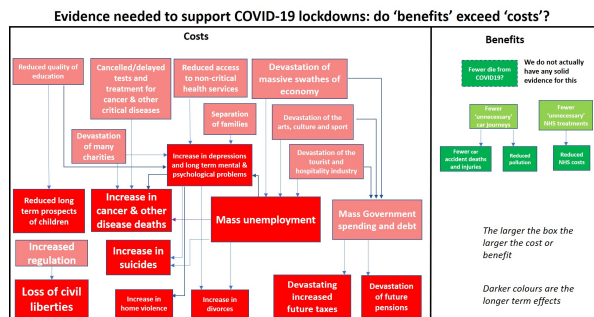 Evidence needed to support COVID-19 lockdowns: do ‘benefits’ exceed ‘costs’?
Costs
Reduced quality of
education
Cancelled/delayed
tests and
treatment for
cancer & other
critical diseases
Reduced access
to non-critical
health services
Devastation of
massive swathes of
economy
Separation
of families
Devastation of the
arts, culture and sport
Devastation
of many
charities
Increase in depressions
and long term mental &
psychological problems
Devastation of the
tourist and
hospitality industry
Reduced long
term prospects
of children
Increase in
cancer & other
disease deaths
Mass unemployment
Mass Government
spending and debt
Increased
regulation
Increase in
suicides
Loss of civil
liberties
Increase in
home violence
Increase in
divorces
Devastating
increased
future taxes
Devastation
of future
pensions
Benefits
Fewer die from
COVID19?
We do not actually
have any solid
evidence for this
Fewer
‘unnecessary’
car journeys
Fewer
‘unnecessary’
NHS treatments
Fewer car
accident deaths
and injuries
Reduced
pollution
Reduced
NHS costs
The larger the box the
larger the cost or
benefit
Darker colours are the
longer term effects